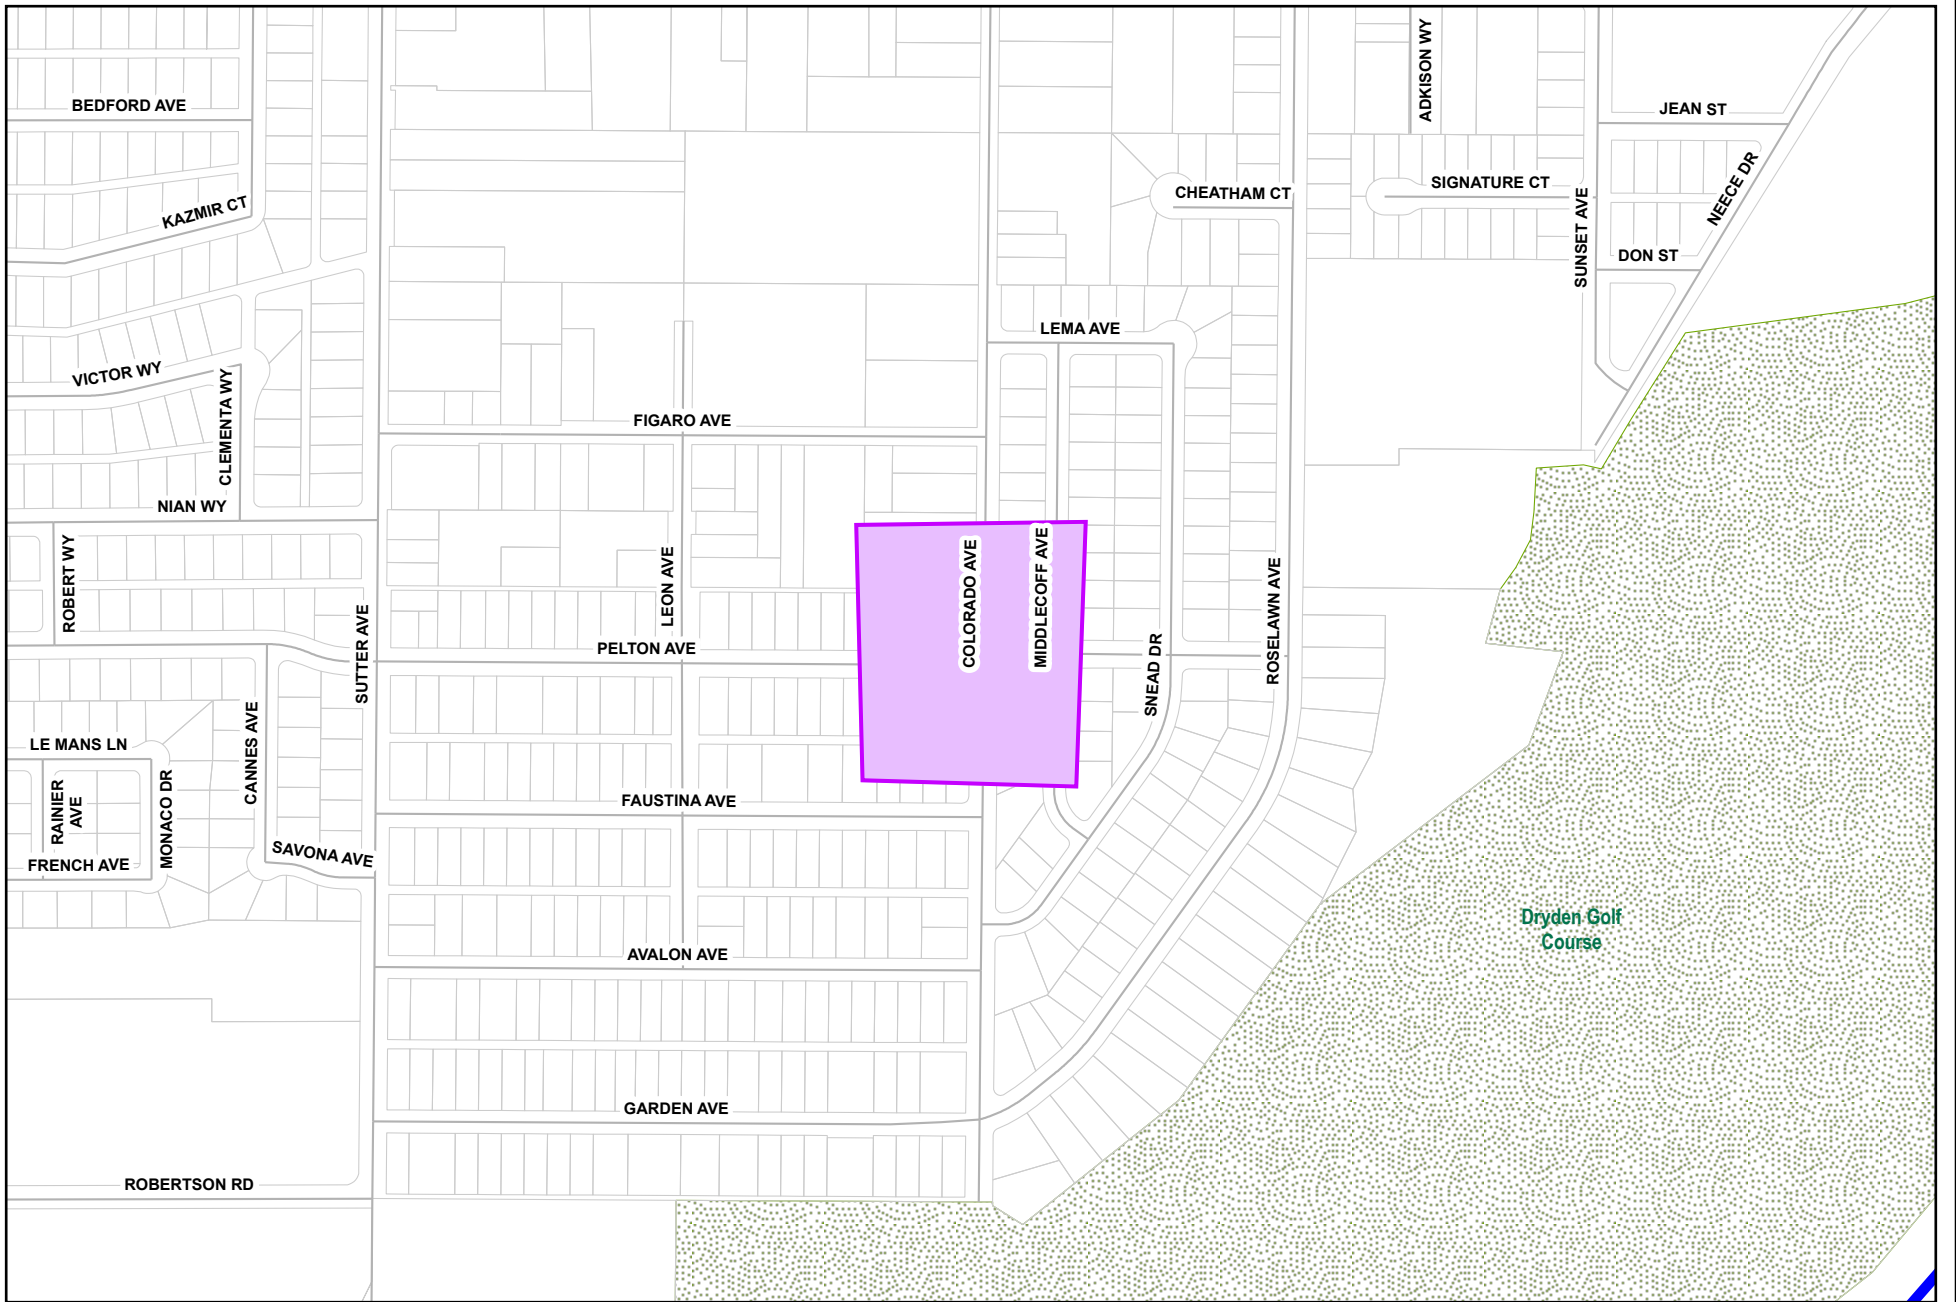 ADKISON WY
BEDFORD AVE
JEAN ST
KAZMIR CT
CHEATHAM CT
SIGNATURE CT
NEECE DR
SUNSET AVE
DON ST
LEMA AVE
VICTOR WY
CLEMENTA WY
FIGARO AVE
NIAN WY
ROBERT WY
LEON AVE
COLORADO AVE
MIDDLECOFF AVE
ROSELAWN AVE
SUTTER AVE
PELTON AVE
SNEAD DR
LE MANS LN
CANNES AVE
RAINIER
AVE
MONACO DR
FAUSTINA AVE
SAVONA AVE
FRENCH AVE
Dryden Golf
Course
AVALON AVE
GARDEN AVE
ROBERTSON RD